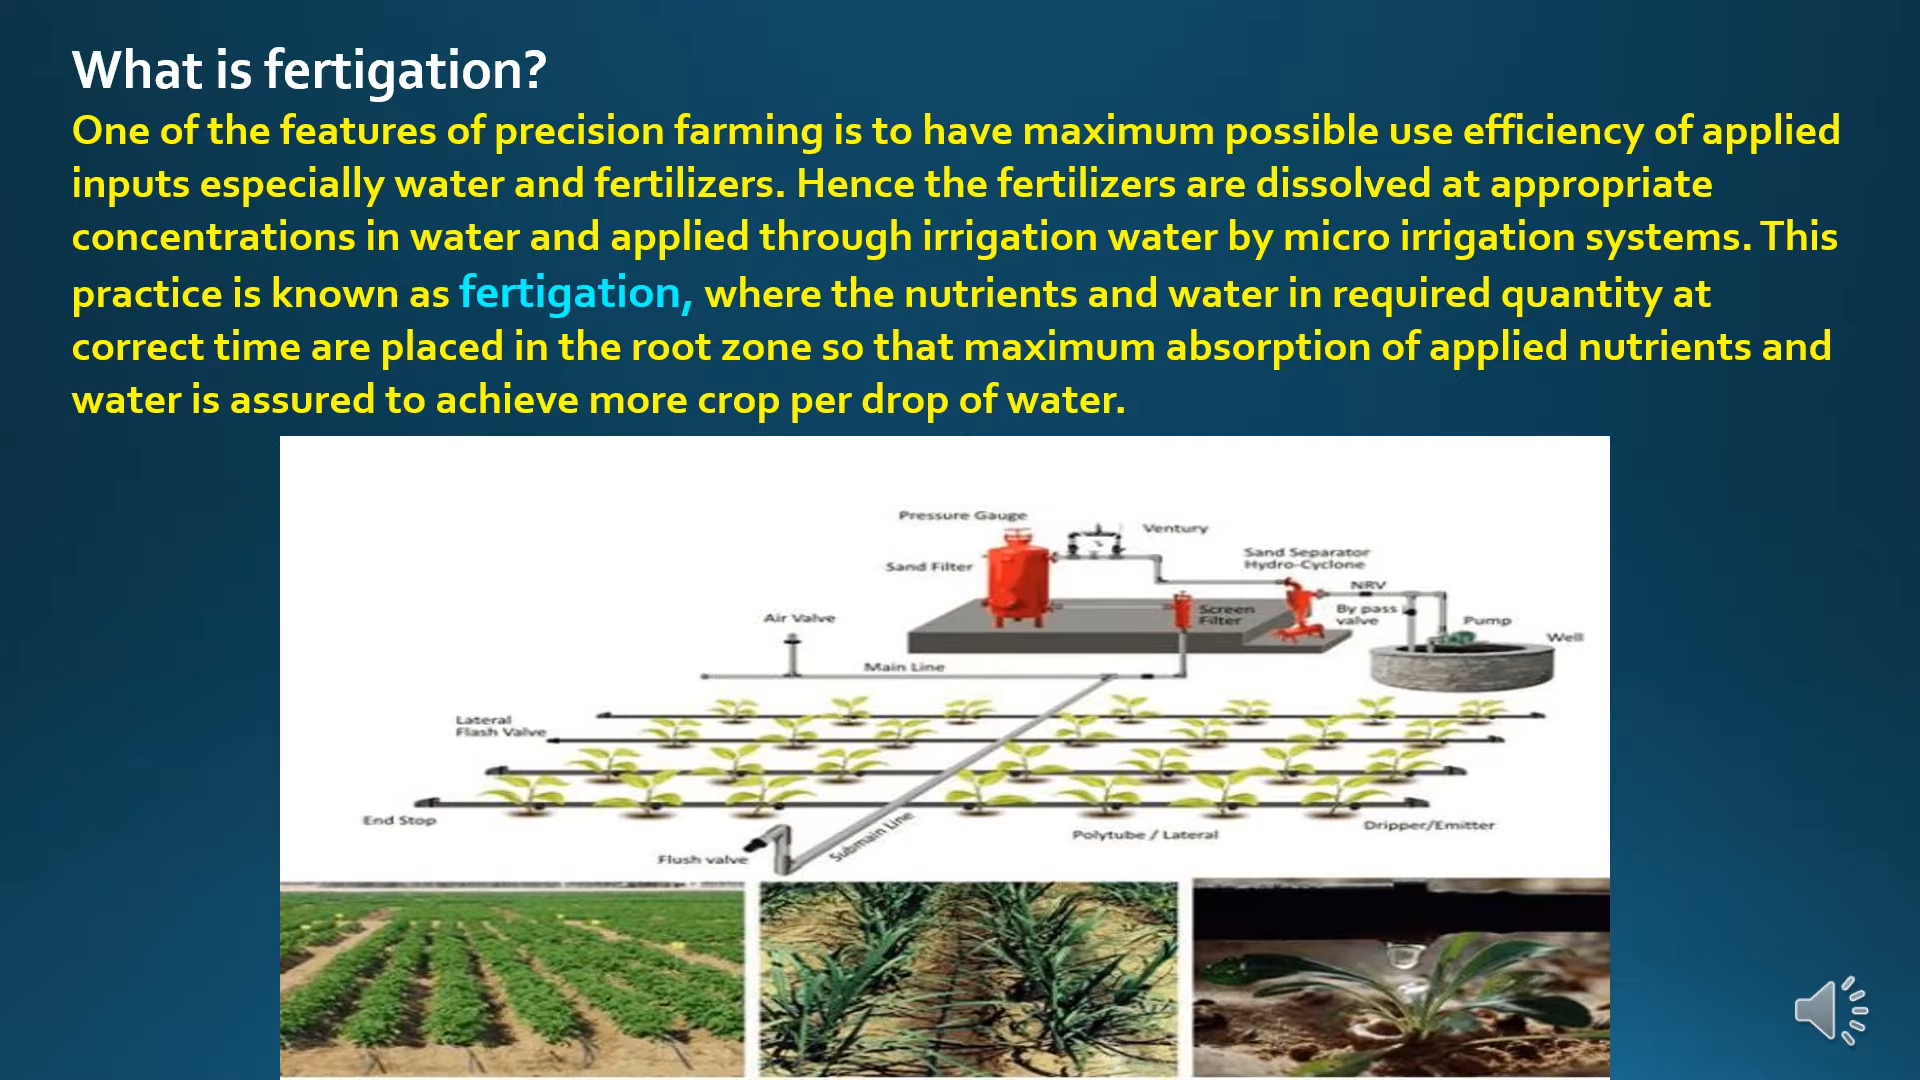 What is fertigation?
One of the features of precision farming is to have maximum possible use efficiency of applied
inputs especially water and fertilizers. Hence the fertilizers are dissolved at appropriate
concentrations in water and applied through irrigation water by micro irrigation systems. This
practice is known as fertigation, where the nutrients and water in required quantity at
correct time are placed in the root zone so that maximum absorption of applied nutrients and
water is assured to achieve more crop per drop of water.
Pressure Gauge
Ventury
Sand Filter
Sand Separator
Hydro-Cyclone
NRV
Screen
Filter
By pass
valve
Pump
Well
Air Valve
Main Line
Lateral
Flash Valve
End Stop
Flush valve
Submain Line
Polytube / Lateral
Dripper/Emitter